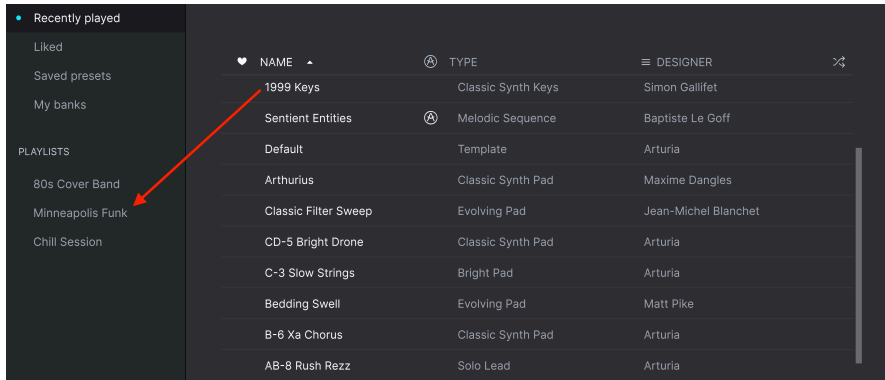 Recently played
Liked
Saved presets
My banks
PLAYLISTS
80s Cover Band
Minneapolis Funk
Chill Session
NAME TYPE DESIGNER
1999 Keys Classic Synth Keys Simon Gallifet
Sentient Entities Melodic Sequence Baptiste Le Goff
Default Template Arturia
Arthurius Classic Synth Pad Maxime Dangles
Classic Filter Sweep Evolving Pad Jean-Michel Blanchet
CD-5 Bright Drone Classic Synth Pad Arturia
C-3 Slow Strings Bright Pad Arturia
Bedding Swell Evolving Pad Matt Pike
B-6 Xa Chorus Classic Synth Pad Arturia
AB-8 Rush Rezz Solo Lead Arturia